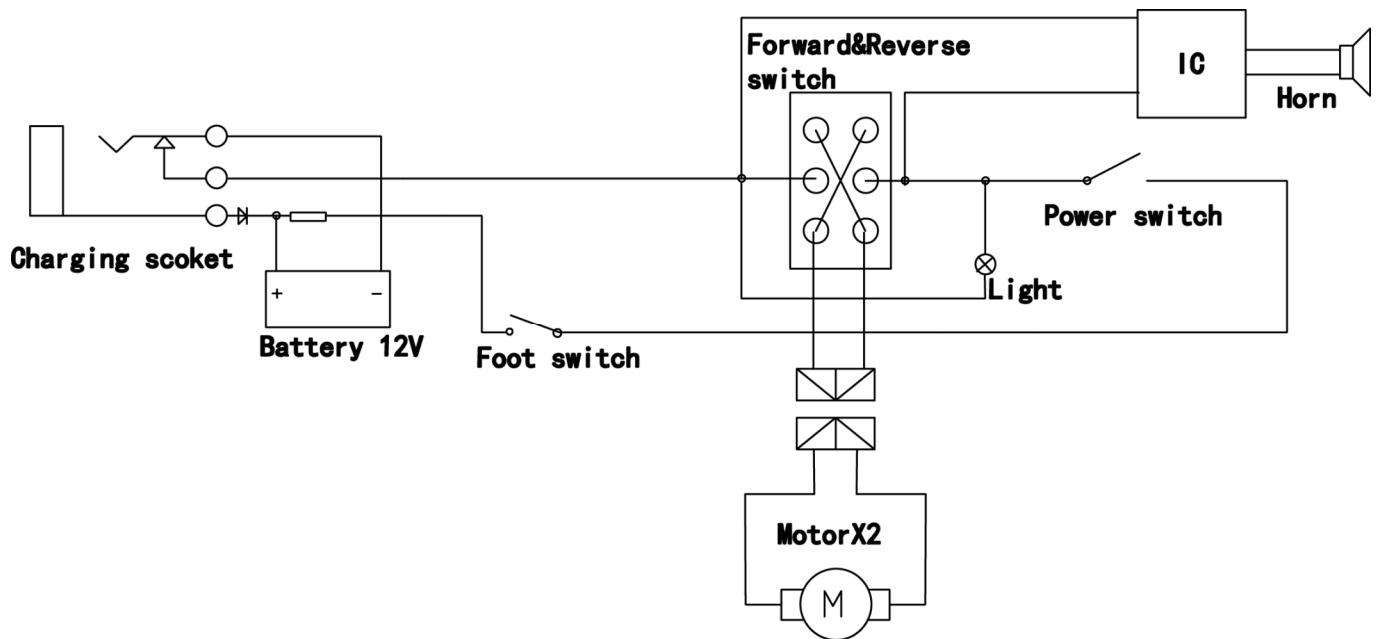 Forward&Reverse
switch
IC
Horn
Power switch
Charging scoket
Light
+ −
Battery 12V
Foot switch
MotorX2
M